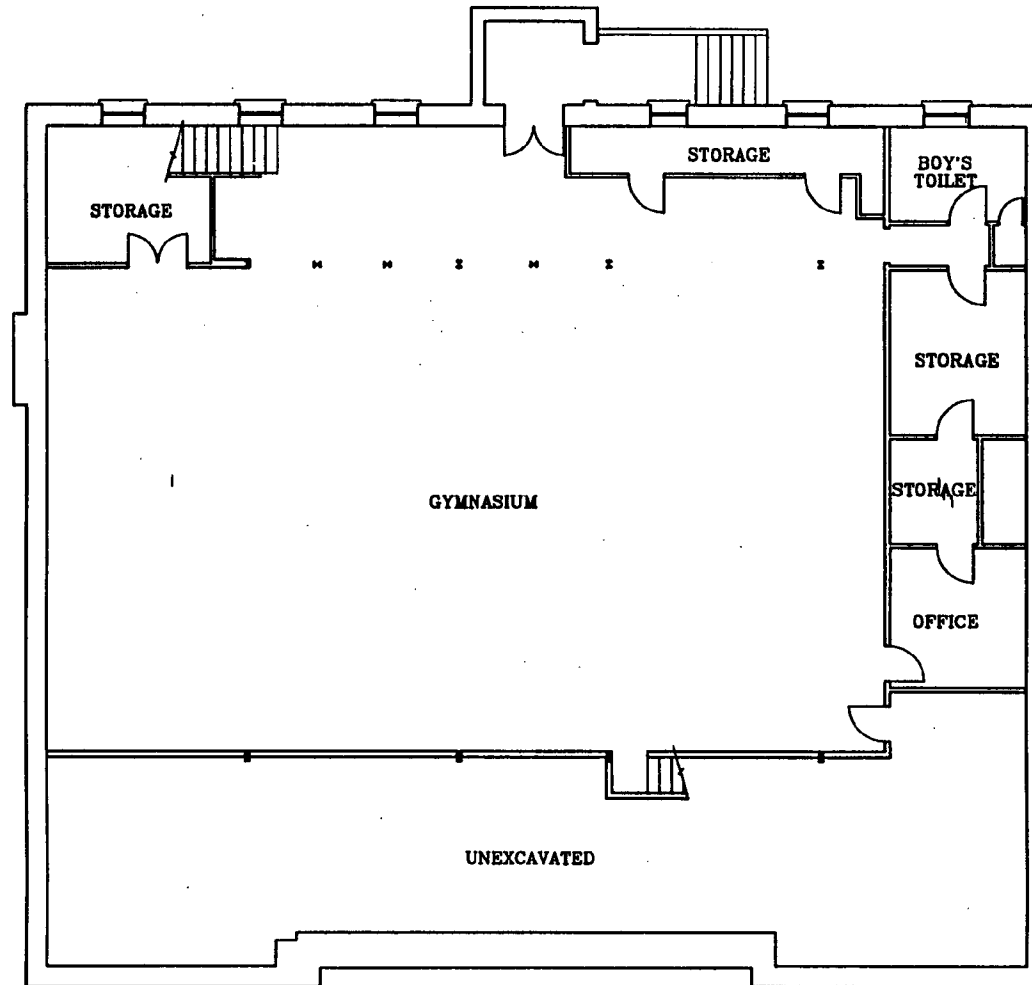 STORAGE
BOY'S
TOILET
STORAGE
STORAGE
GYMNASIUM
STORAGE
OFFICE
UNEXCAVATED